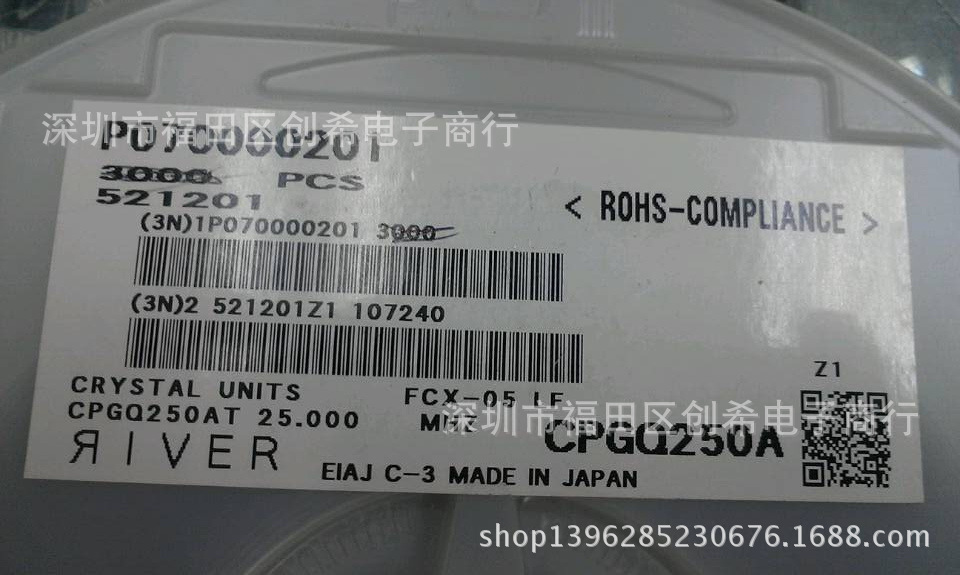 深圳市福田区创希电子商行
P070000201
3000 PCS
521201
< ROHS-COMPLIANCE >
(3N)1P070000201 3000
(3N)2 521201Z1 107240
Z1
CRYSTAL UNITS FCX-05 LF
深圳市福田区创希电子商行
CPGQ250AT 25.000 MHZ CPGQ250A
RIVER
EIAJ C-3 MADE IN JAPAN
shop1396285230676.1688.com